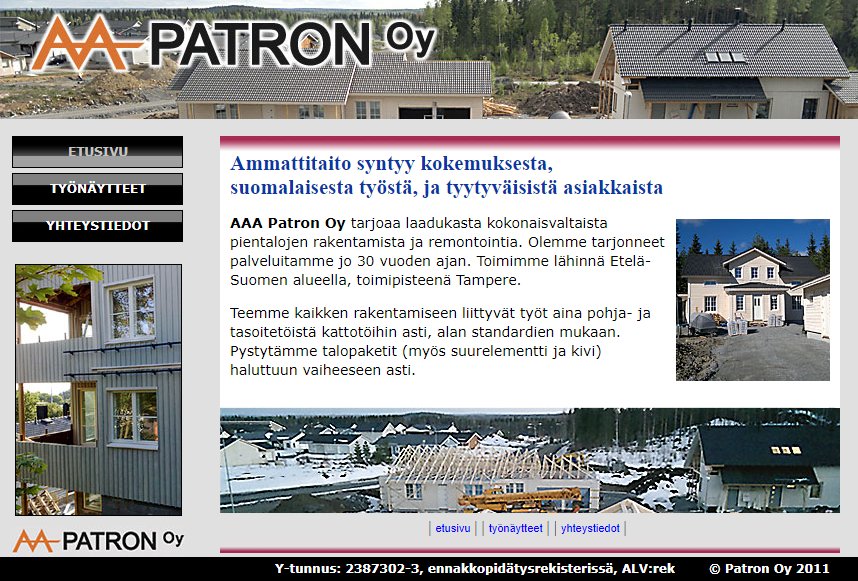 AAA PATRON Oy
ETUSIVU
TYÖNÄYTTEET
YHTEYSTIEDOT
AAA PATRON Oy
Ammattitaito syntyy kokemuksesta,
suomalaisesta työstä, ja tyytyväisistä asiakkaista
AAA Patron Oy tarjoaa laadukasta kokonaisvaltaista
pientalojen rakentamista ja remontointia. Olemme tarjonneet
palveluitamme jo 30 vuoden ajan. Toimimme lähinnä Etelä-
Suomen alueella, toimipisteenä Tampere.
Teemme kaikken rakentamiseen liittyvät työt aina pohja- ja
tasoitetöistä kattotöihin asti, alan standardien mukaan.
Pystytämme talopaketit (myös suurelementti ja kivi)
haluttuun vaiheeseen asti.
| etusivu | | työnäytteet | | yhteystiedot |
Y-tunnus: 2387302-3, ennakkopidätysrekisterissä, ALV:rek © Patron Oy 2011